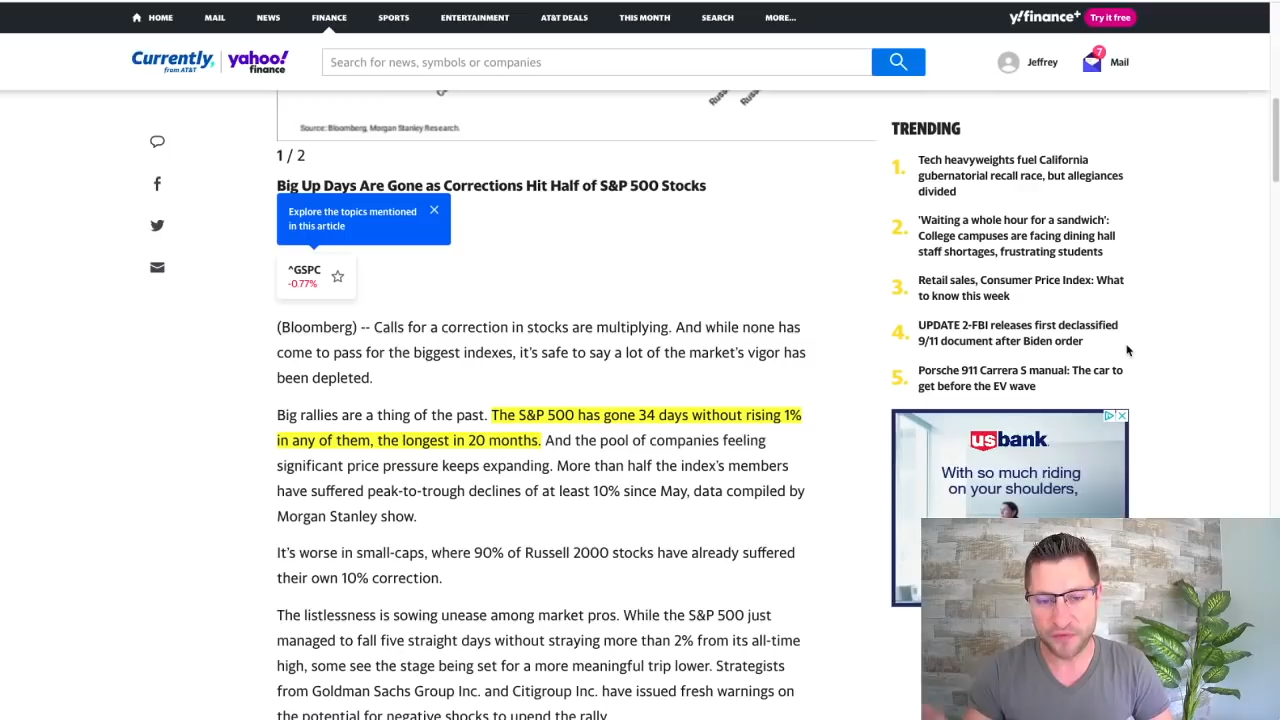 HOME MAIL NEWS FINANCE SPORTS ENTERTAINMENT AT&T DEALS THIS MONTH SEARCH MORE... y!finance+ Try it free
Currently, from AT&T yahoo! finance Search for news, symbols or companies Jeffrey 7 Mail
Source: Bloomberg, Morgan Stanley Research.
1 / 2
Big Up Days Are Gone as Corrections Hit Half of S&P 500 Stocks
Explore the topics mentioned
in this article
^GSPC
-0.77%
(Bloomberg) -- Calls for a correction in stocks are multiplying. And while none has
come to pass for the biggest indexes, it's safe to say a lot of the market's vigor has
been depleted.
Big rallies are a thing of the past. The S&P 500 has gone 34 days without rising 1%
in any of them, the longest in 20 months. And the pool of companies feeling
significant price pressure keeps expanding. More than half the index's members
have suffered peak-to-trough declines of at least 10% since May, data compiled by
Morgan Stanley show.
It's worse in small-caps, where 90% of Russell 2000 stocks have already suffered
their own 10% correction.
The listlessness is sowing unease among market pros. While the S&P 500 just
managed to fall five straight days without straying more than 2% from its all-time
high, some see the stage being set for a more meaningful trip lower. Strategists
from Goldman Sachs Group Inc. and Citigroup Inc. have issued fresh warnings on
the potential for negative shocks to upend the rally.
TRENDING
1. Tech heavyweights fuel California
gubernatorial recall race, but allegiances
divided
2. 'Waiting a whole hour for a sandwich':
College campuses are facing dining hall
staff shortages, frustrating students
3. Retail sales, Consumer Price Index: What
to know this week
4. UPDATE 2-FBI releases first declassified
9/11 document after Biden order
5. Porsche 911 Carrera S manual: The car to
get before the EV wave
usbank
With so much riding
on your shoulders,